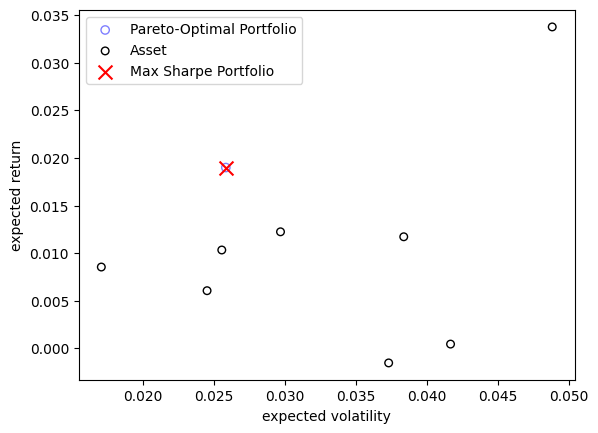 Pareto-Optimal Portfolio
Asset
Max Sharpe Portfolio
0.035
0.030
0.025
0.020
0.015
0.010
0.005
0.000
expected return
0.020 0.025 0.030 0.035 0.040 0.045 0.050
expected volatility